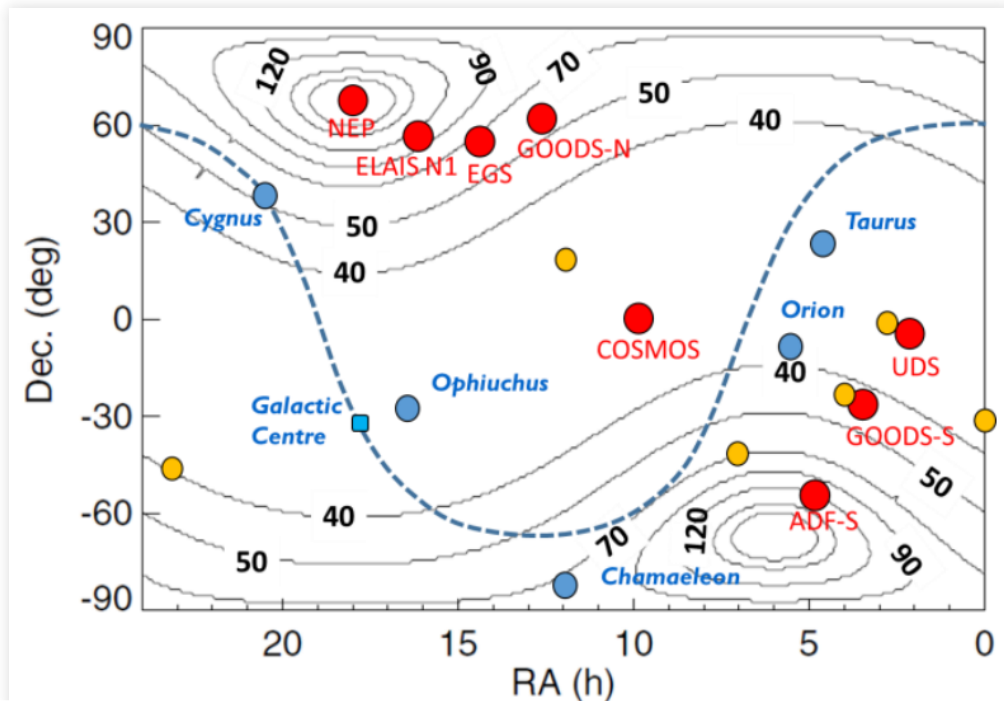 90
60
30
0
-30
-60
-90
Dec. (deg)
120
90
70
50
40
NEP
ELAIS N1
EGS
GOODS-N
Cygnus
50
40
Taurus
Orion
COSMOS
UDS
40
Ophiuchus
Galactic
Centre
GOODS-S
50
40
50
70
120
ADF-S
90
Chamaeleon
20
15
10
5
0
RA (h)